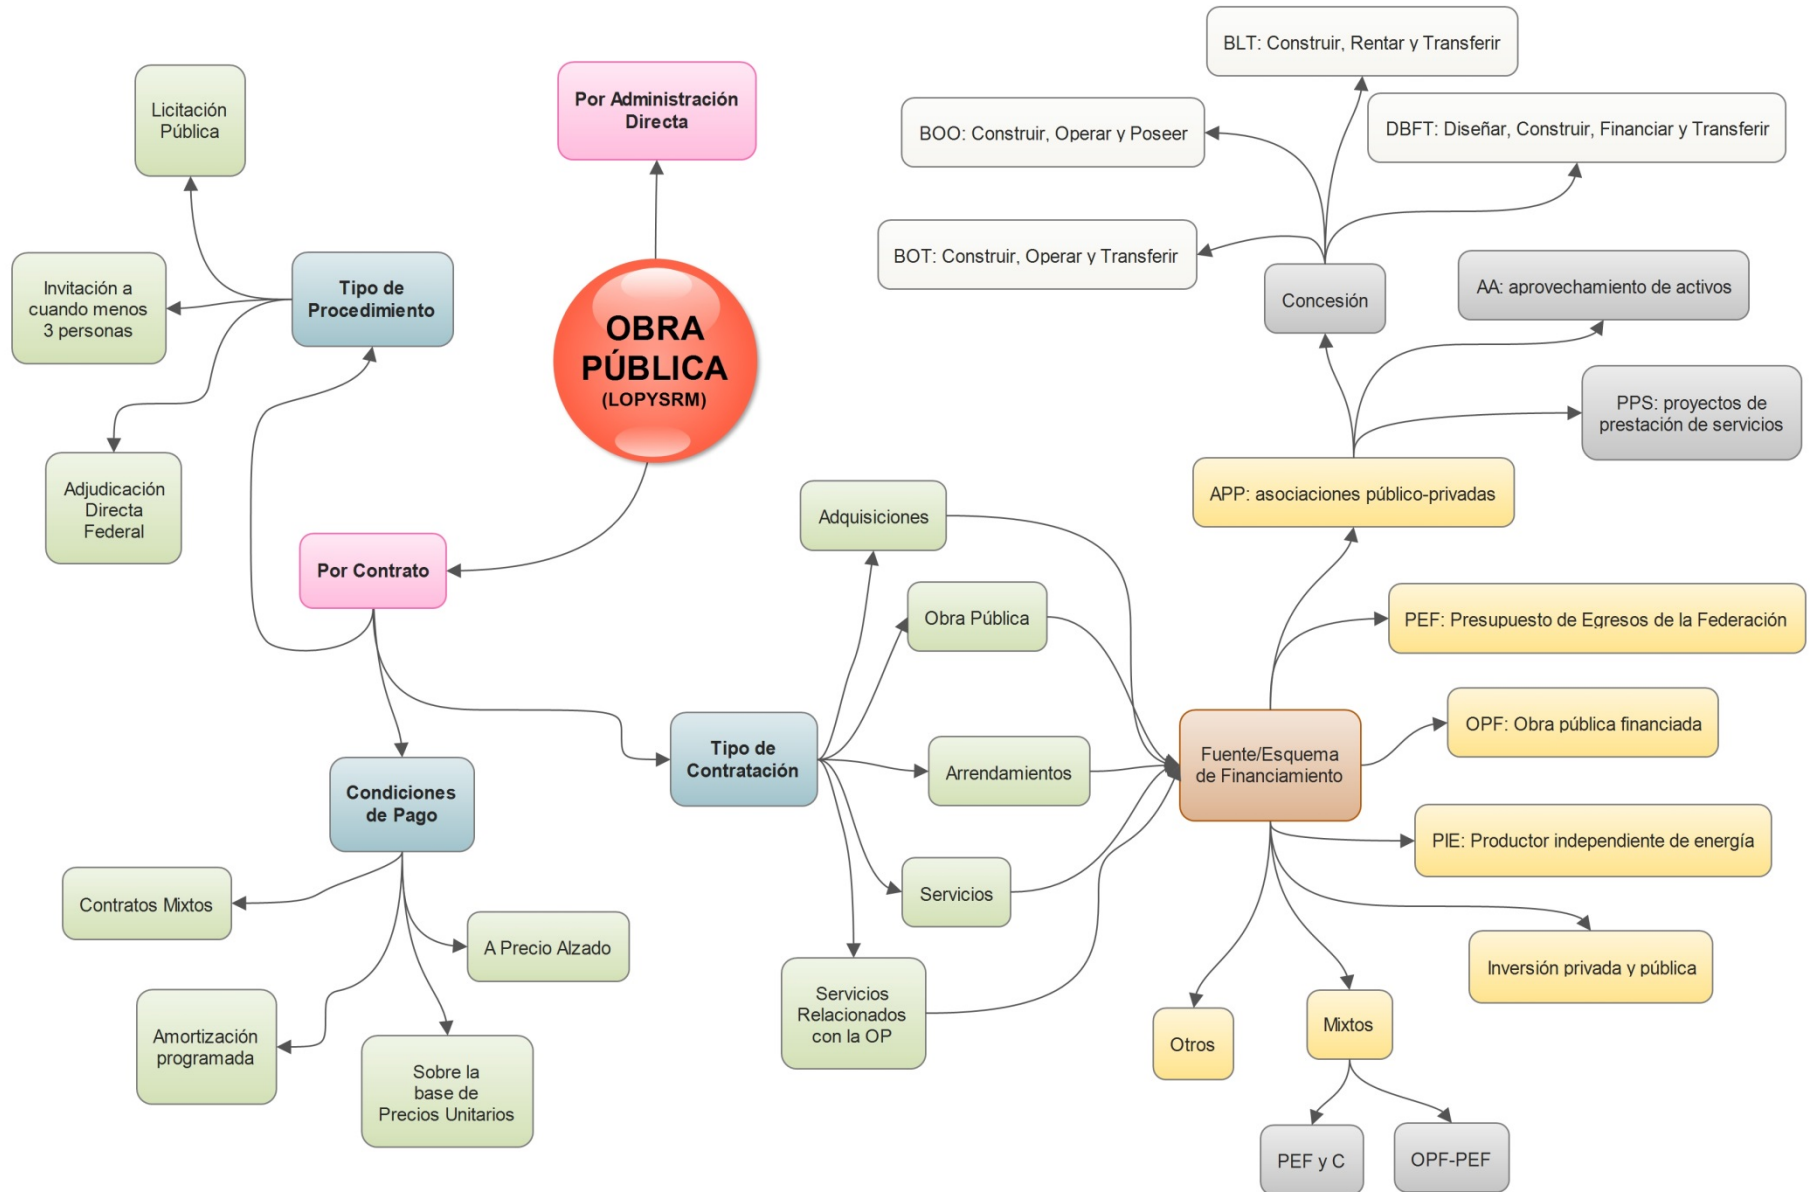 BLT: Construir, Rentar y Transferir
Por Administración
Directa
Licitación
Pública
BOO: Construir, Operar y Poseer
DBFT: Diseñar, Construir, Financiar y Transferir
BOT: Construir, Operar y Transferir
Tipo de
Procedimiento
Invitación a
cuando menos
3 personas
Concesión
AA: aprovechamiento de activos
OBRA
PÚBLICA
(LOPYSRM)
PPS: proyectos de
prestación de servicios
Adjudicación
Directa
Federal
APP: asociaciones público-privadas
Adquisiciones
Por Contrato
Obra Pública
PEF: Presupuesto de Egresos de la Federación
OPF: Obra pública financiada
Tipo de
Contratación
Arrendamientos
Fuente/Esquema
de Financiamiento
Condiciones
de Pago
PIE: Productor independiente de energía
Contratos Mixtos
Servicios
A Precio Alzado
Inversión privada y pública
Servicios
Relacionados
con la OP
Amortización
programada
Sobre la
base de
Precios Unitarios
Otros
Mixtos
PEF y C
OPF-PEF